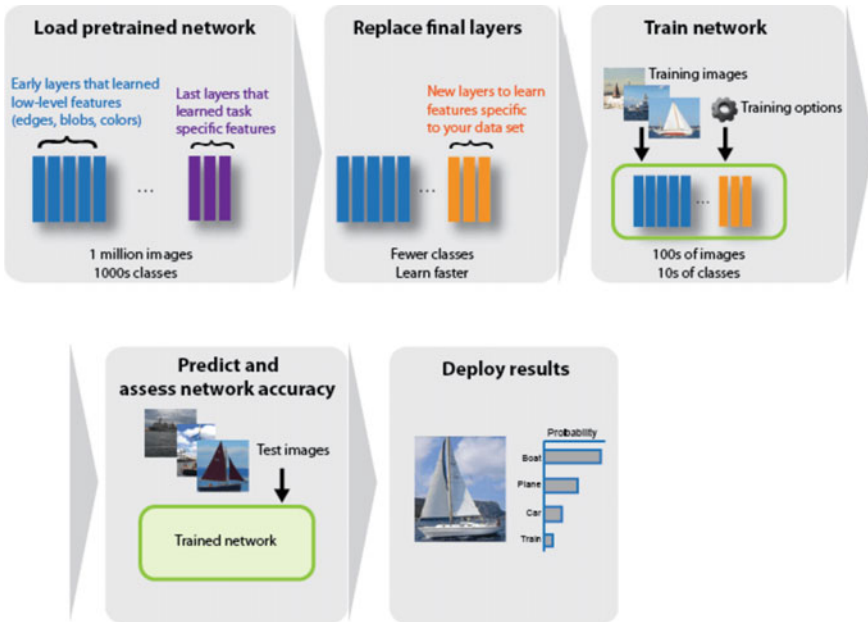 Load pretrained network
Early layers that learned
low-level features
(edges, blobs, colors)
Last layers that
learned task
specific features
...
1 million images
1000s classes
Replace final layers
New layers to learn
features specific
to your data set
...
Fewer classes
Learn faster
Train network
Training images
Training options
...
100s of images
10s of classes
Predict and
assess network accuracy
Test images
Trained network
Deploy results
Probability
Boat
Plane
Car
Train